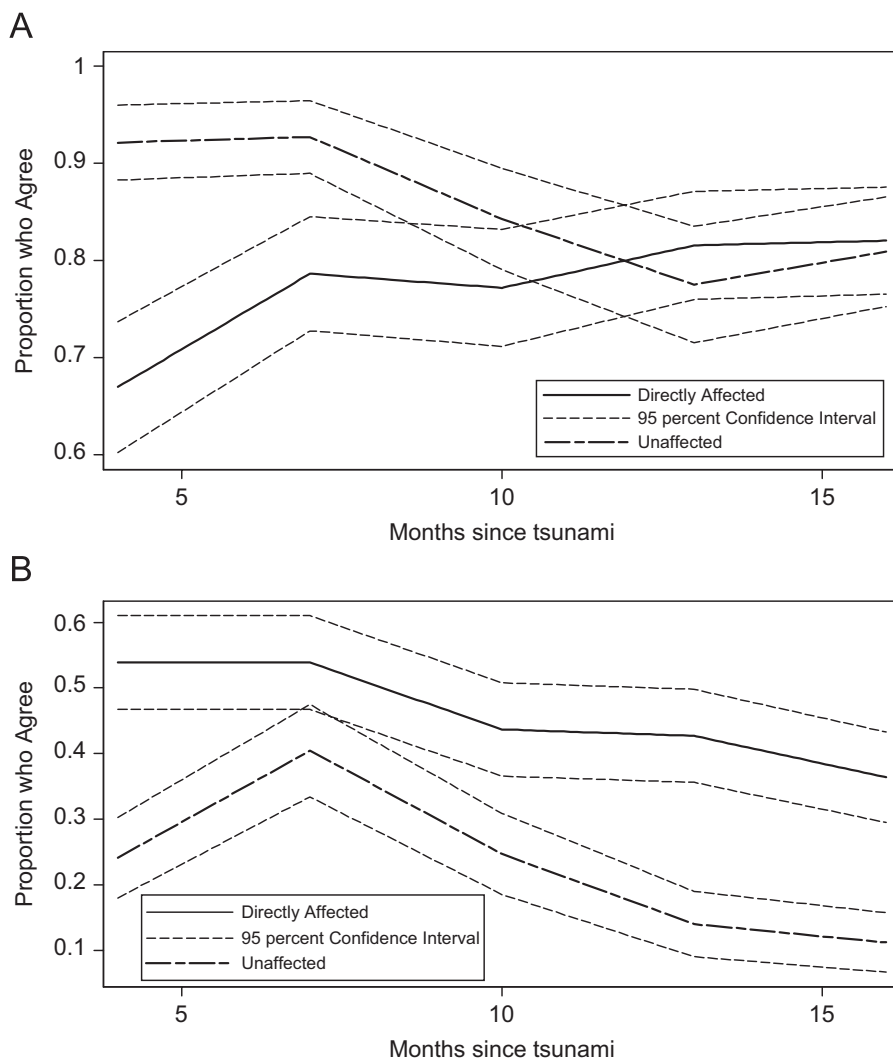 A
1
0.9
0.8
0.7
0.6
Proportion who Agree
Directly Affected
95 percent Confidence Interval
Unaffected
5 10 15
Months since tsunami
B
0.6
0.5
0.4
0.3
0.2
0.1
Proportion who Agree
Directly Affected
95 percent Confidence Interval
Unaffected
5 10 15
Months since tsunami